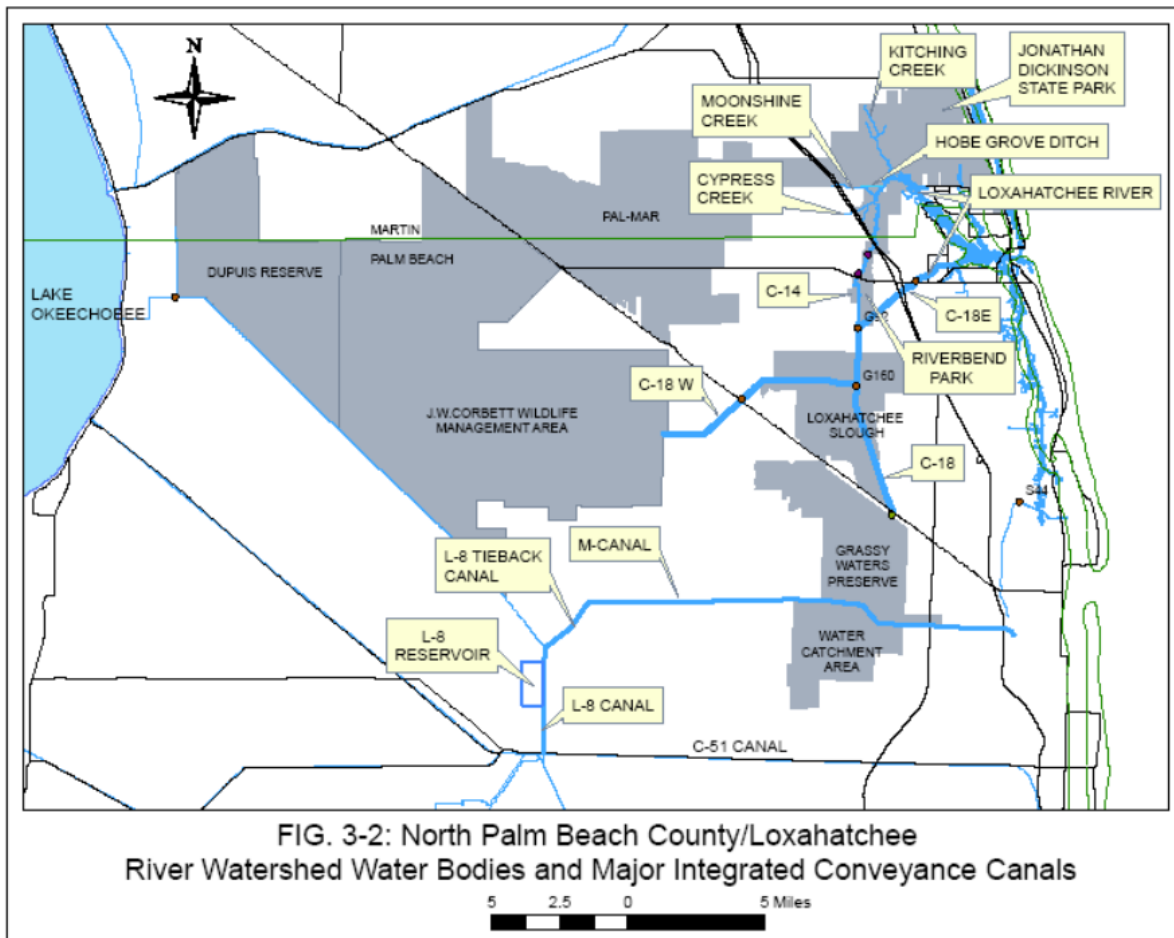 N
KITCHING
CREEK
JONATHAN
DICKINSON
STATE PARK
MOONSHINE
CREEK
HOBE GROVE DITCH
CYPRESS
CREEK
LOXAHATCHEE RIVER
PAL-MAR
MARTIN
PALM BEACH
DUPUIS RESERVE
LAKE
OKEECHOBEE
C-14
C-18E
RIVERBEND
PARK
G160
C-18 W
J.W.CORBETT WILDLIFE
MANAGEMENT AREA
LOXAHATCHEE
SLOUGH
C-18
S44
L-8 TIEBACK
CANAL
M-CANAL
GRASSY
WATERS
PRESERVE
L-8
RESERVOIR
WATER
CATCHMENT
AREA
L-8 CANAL
C-51 CANAL
FIG. 3-2: North Palm Beach County/Loxahatchee
River Watershed Water Bodies and Major Integrated Conveyance Canals
5 2.5 0 5 Miles